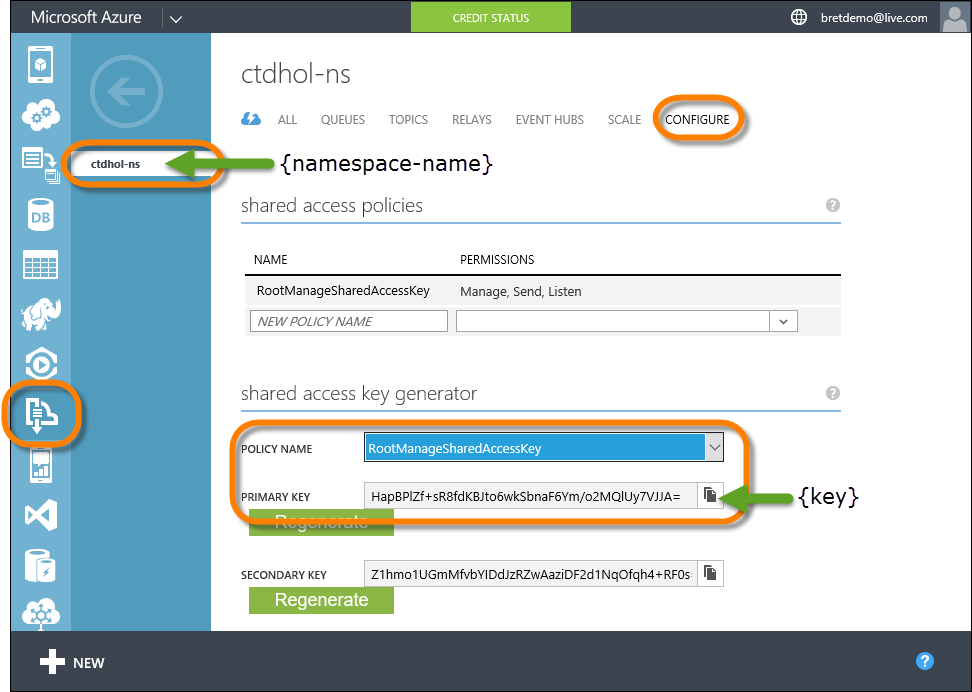 Microsoft Azure
CREDIT STATUS
bretdemo@live.com
ctdhol-ns
ALL QUEUES TOPICS RELAYS EVENT HUBS SCALE CONFIGURE
ctdhol-ns
{namespace-name}
shared access policies
?
NAME PERMISSIONS
RootManageSharedAccessKey Manage, Send, Listen
NEW POLICY NAME
shared access key generator
?
POLICY NAME RootManageSharedAccessKey
PRIMARY KEY HapBPlZf+sR8fdKBJto6wkSbnaF6Ym/o2MQlUy7VJJA= {key}
Regenerate
SECONDARY KEY Z1hmo1UGmMfvbYIDdJzRZwAaziDF2d1NqOfqh4+RF0s
Regenerate
DB
NEW
?